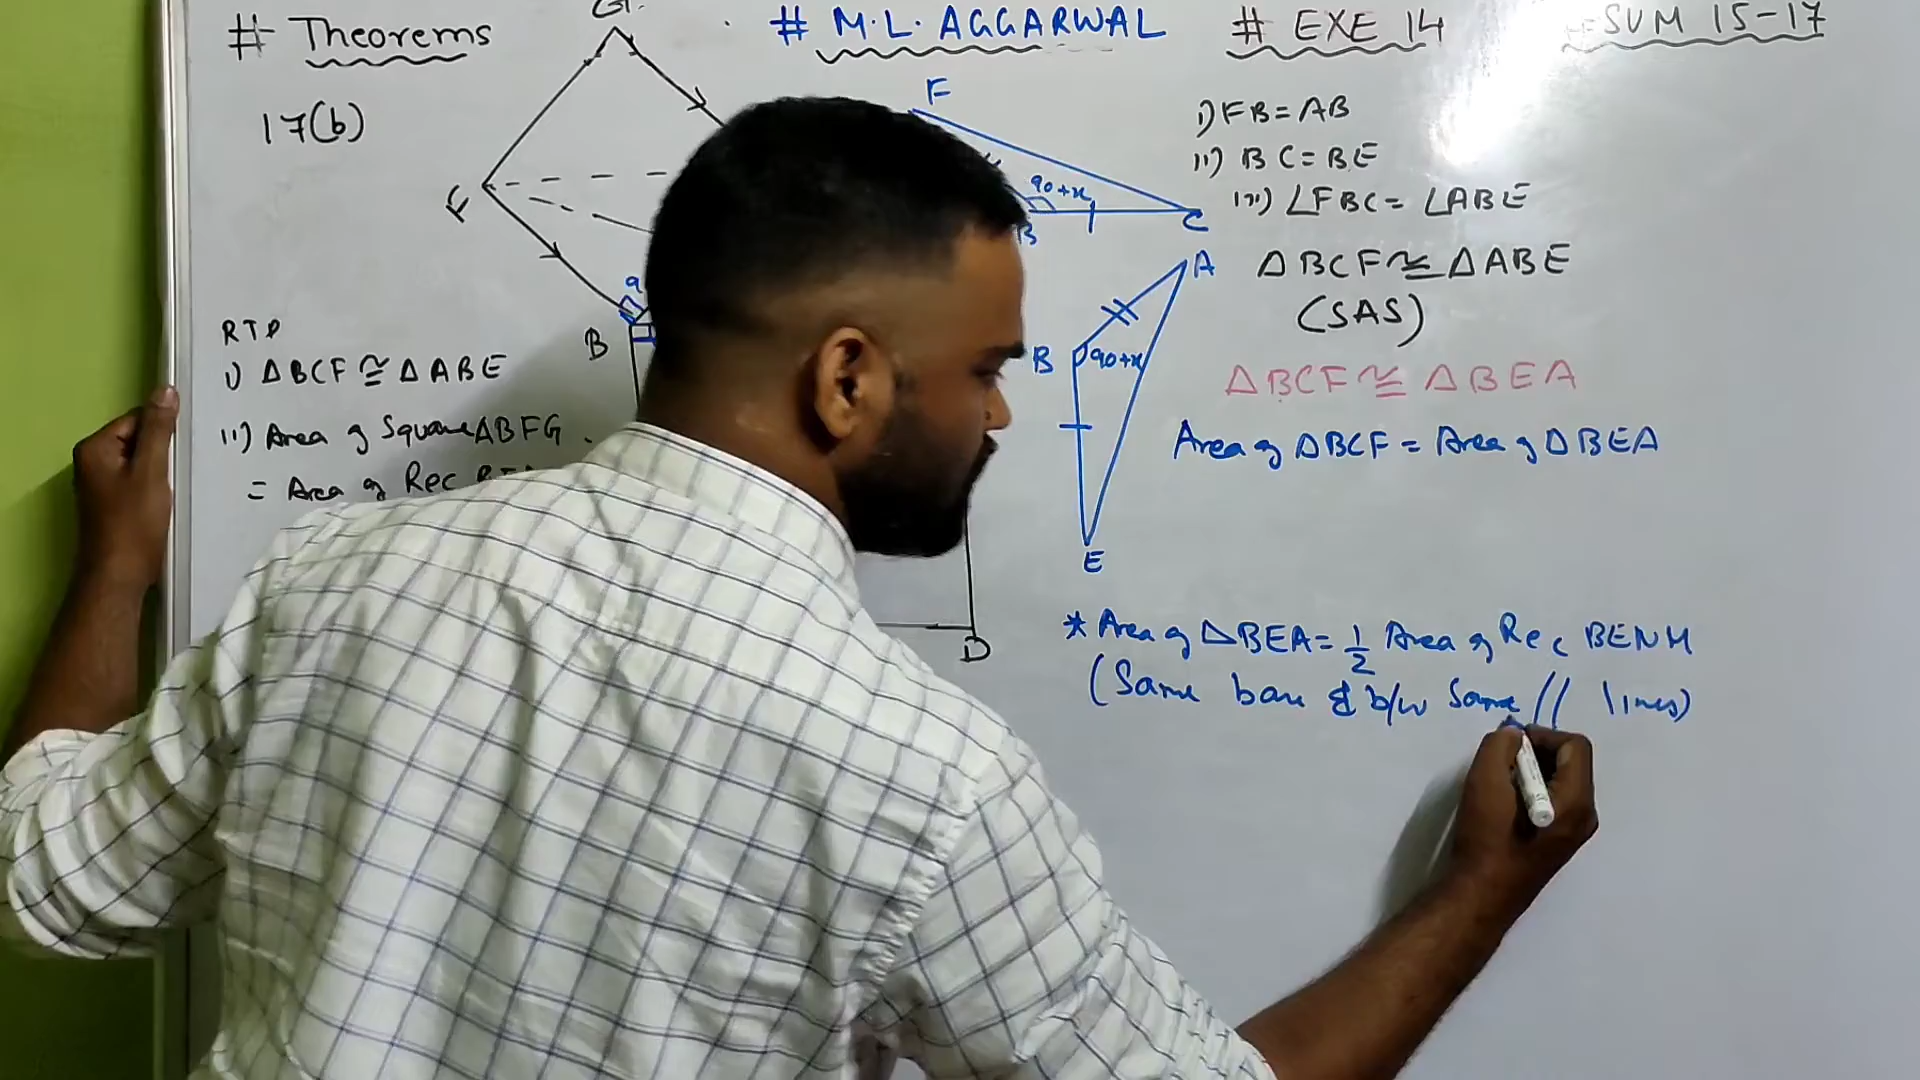 # Theorems
# M.L. AGGARWAL
# EXE 14
SUM 15-17
17(b)
G
F
B
RTP
i) Δ BCF ≅ Δ ABE
ii) Area of Square ABFG
= Area of Rec
D
F
90+x
B
C
A
B
90+x
E
i) FB = AB
ii) BC = BE
iii) ∠FBC = ∠ABE
Δ BCF ≅ Δ ABE
(SAS)
Δ BCF ≅ Δ BEA
Area of Δ BCF = Area of Δ BEA
* Area of Δ BEA = 1/2 Area of Rec BENM
(Same base & b/w Same // lines)